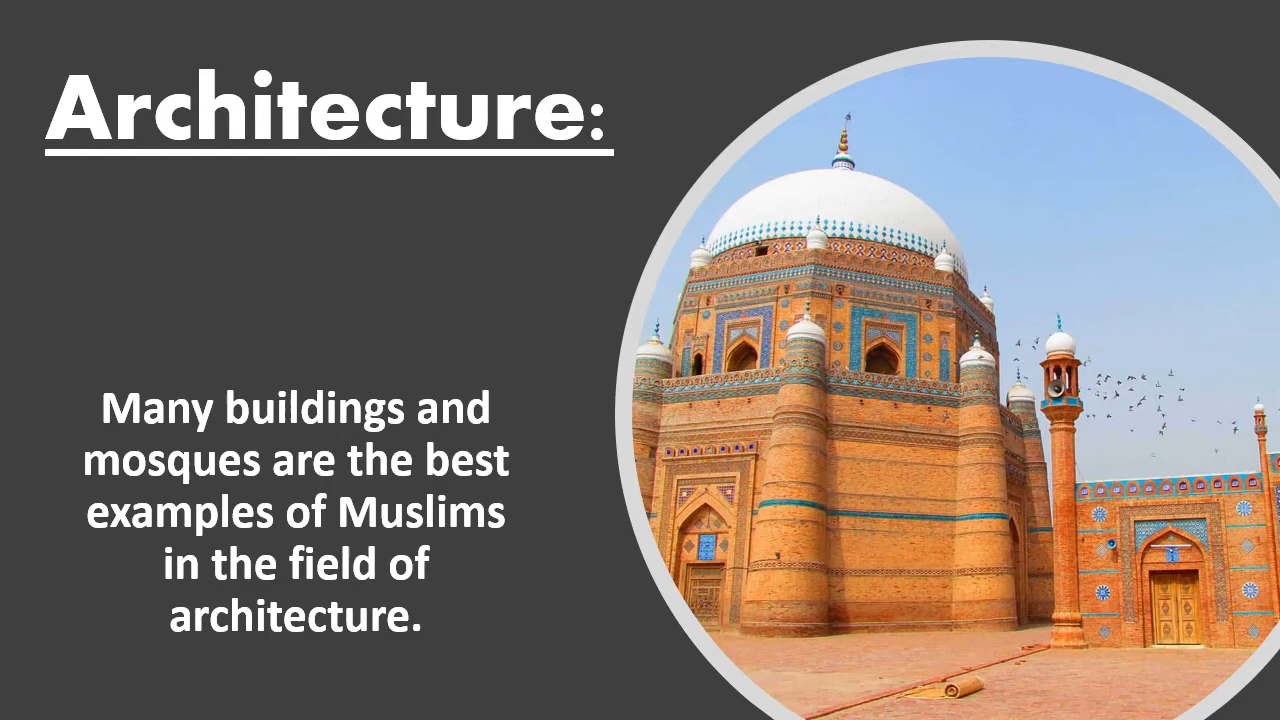 Architecture:
Many buildings and
mosques are the best
examples of Muslims
in the field of
architecture.